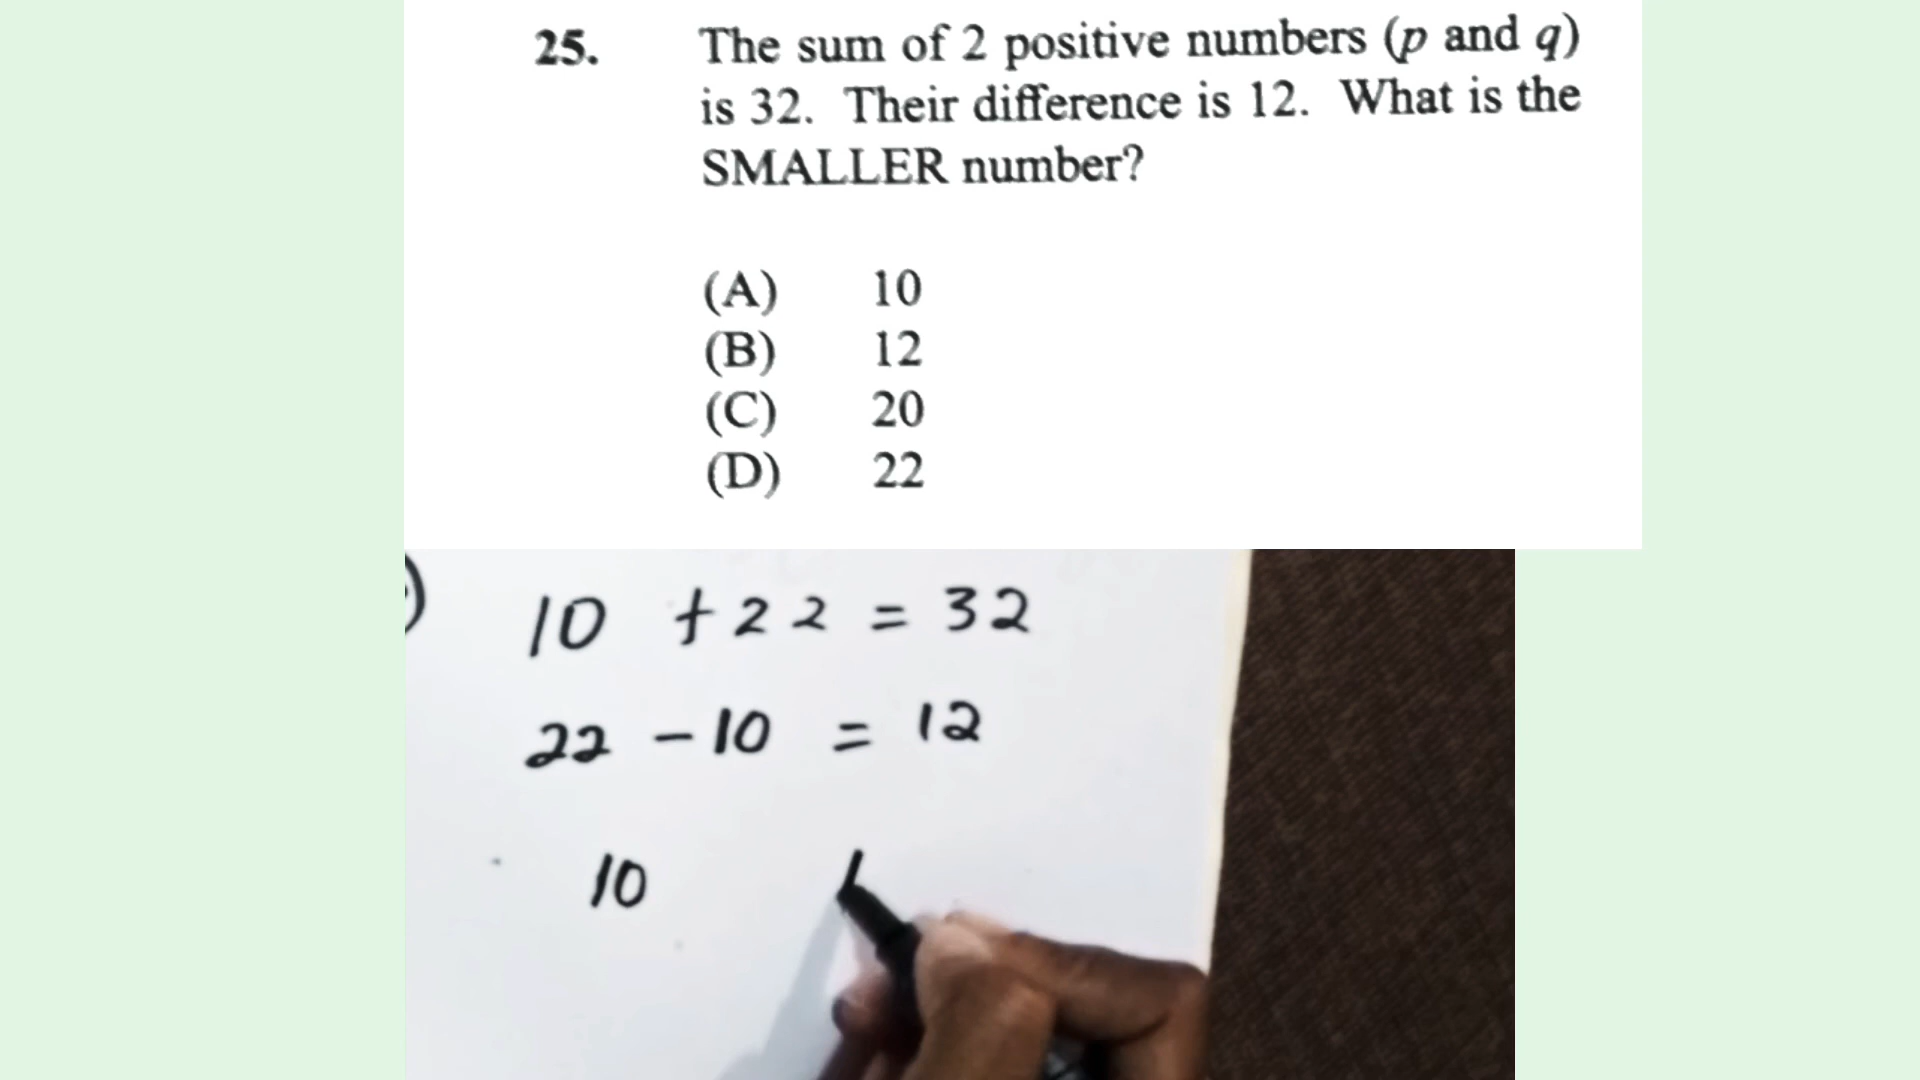 25. The sum of 2 positive numbers (p and q)
is 32. Their difference is 12. What is the
SMALLER number?
(A) 10
(B) 12
(C) 20
(D) 22
) 10 + 22 = 32
22 - 10 = 12
10